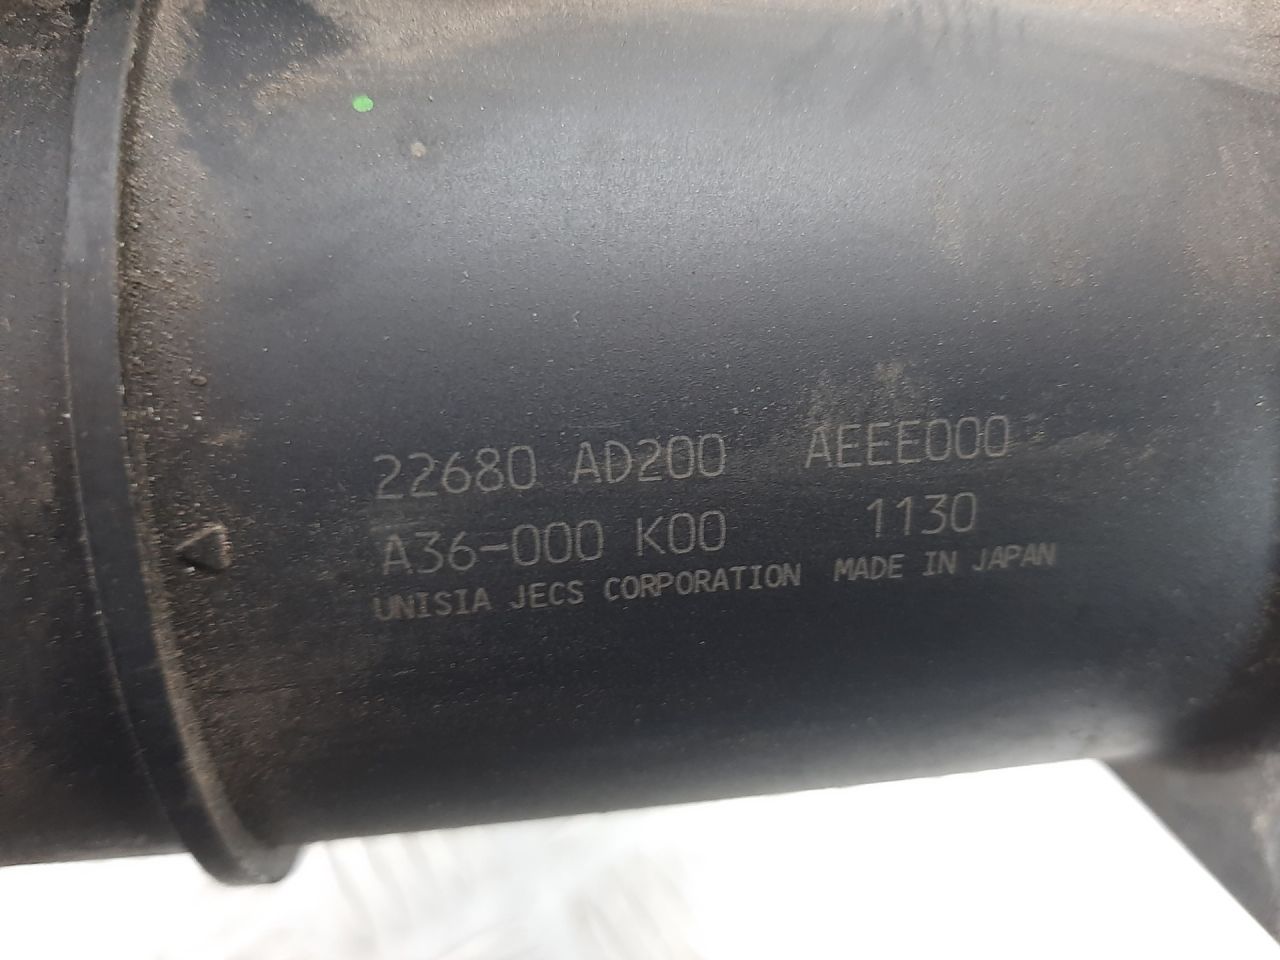 22680 AD200 AEEE000
A36-000 K00 1130
UNISIA JECS CORPORATION MADE IN JAPAN